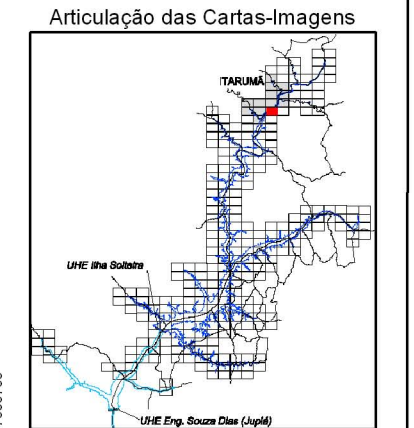 Articulação das Cartas-Imagens
ITARUMÃ
UHE Ilha Solteira
UHE Eng. Souza Dias (Jupiá)